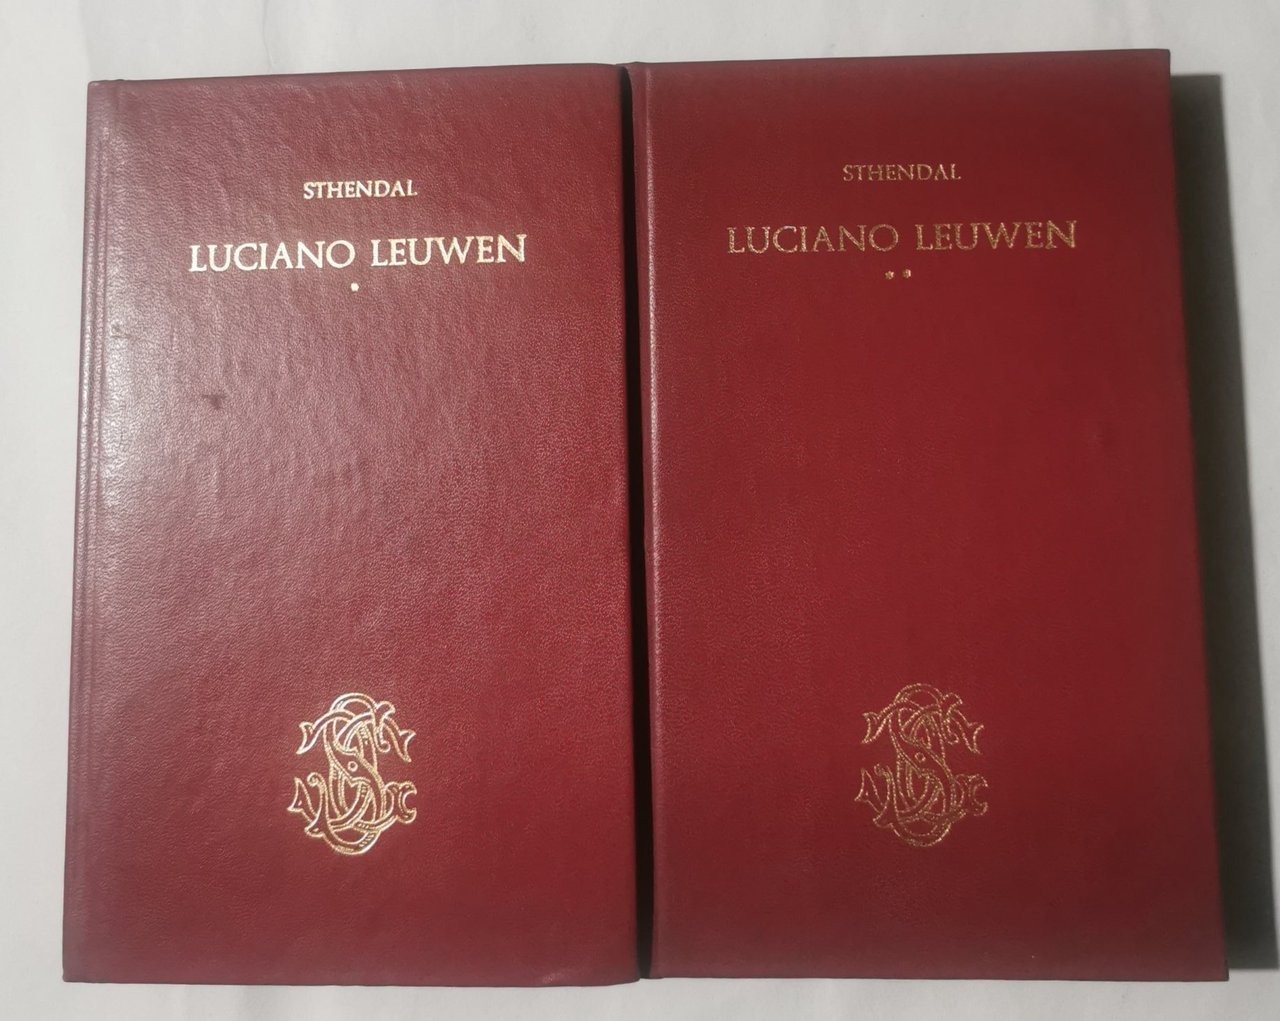 STHENDAL
LUCIANO LEUWEN
*
STHENDAL
LUCIANO LEUWEN
* *